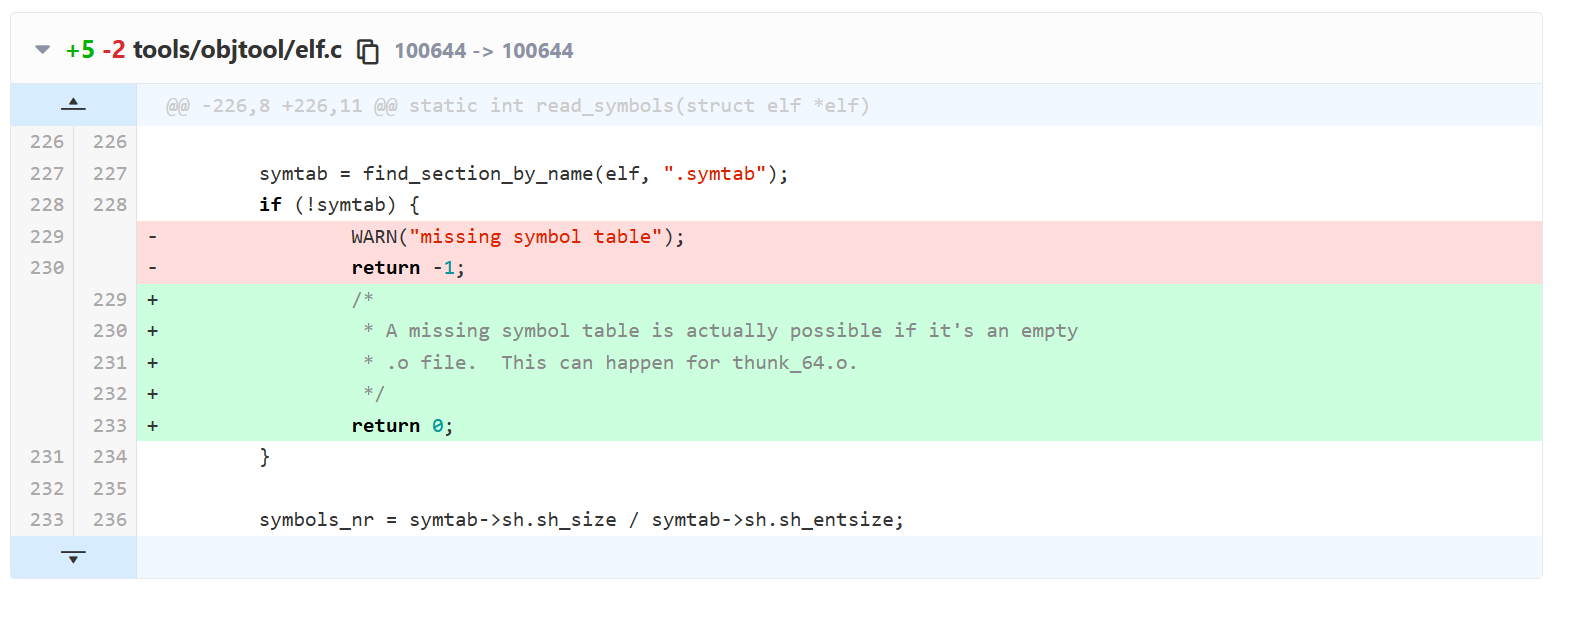 +5 -2 tools/objtool/elf.c 100644 -> 100644
@@ -226,8 +226,11 @@ static int read_symbols(struct elf *elf)
226 226
227 227 symtab = find_section_by_name(elf, ".symtab");
228 228 if (!symtab) {
229 - WARN("missing symbol table");
230 - return -1;
229 + /*
230 + * A missing symbol table is actually possible if it's an empty
231 + * .o file.  This can happen for thunk_64.o.
232 + */
233 + return 0;
231 234 }
232 235
233 236 symbols_nr = symtab->sh.sh_size / symtab->sh.sh_entsize;